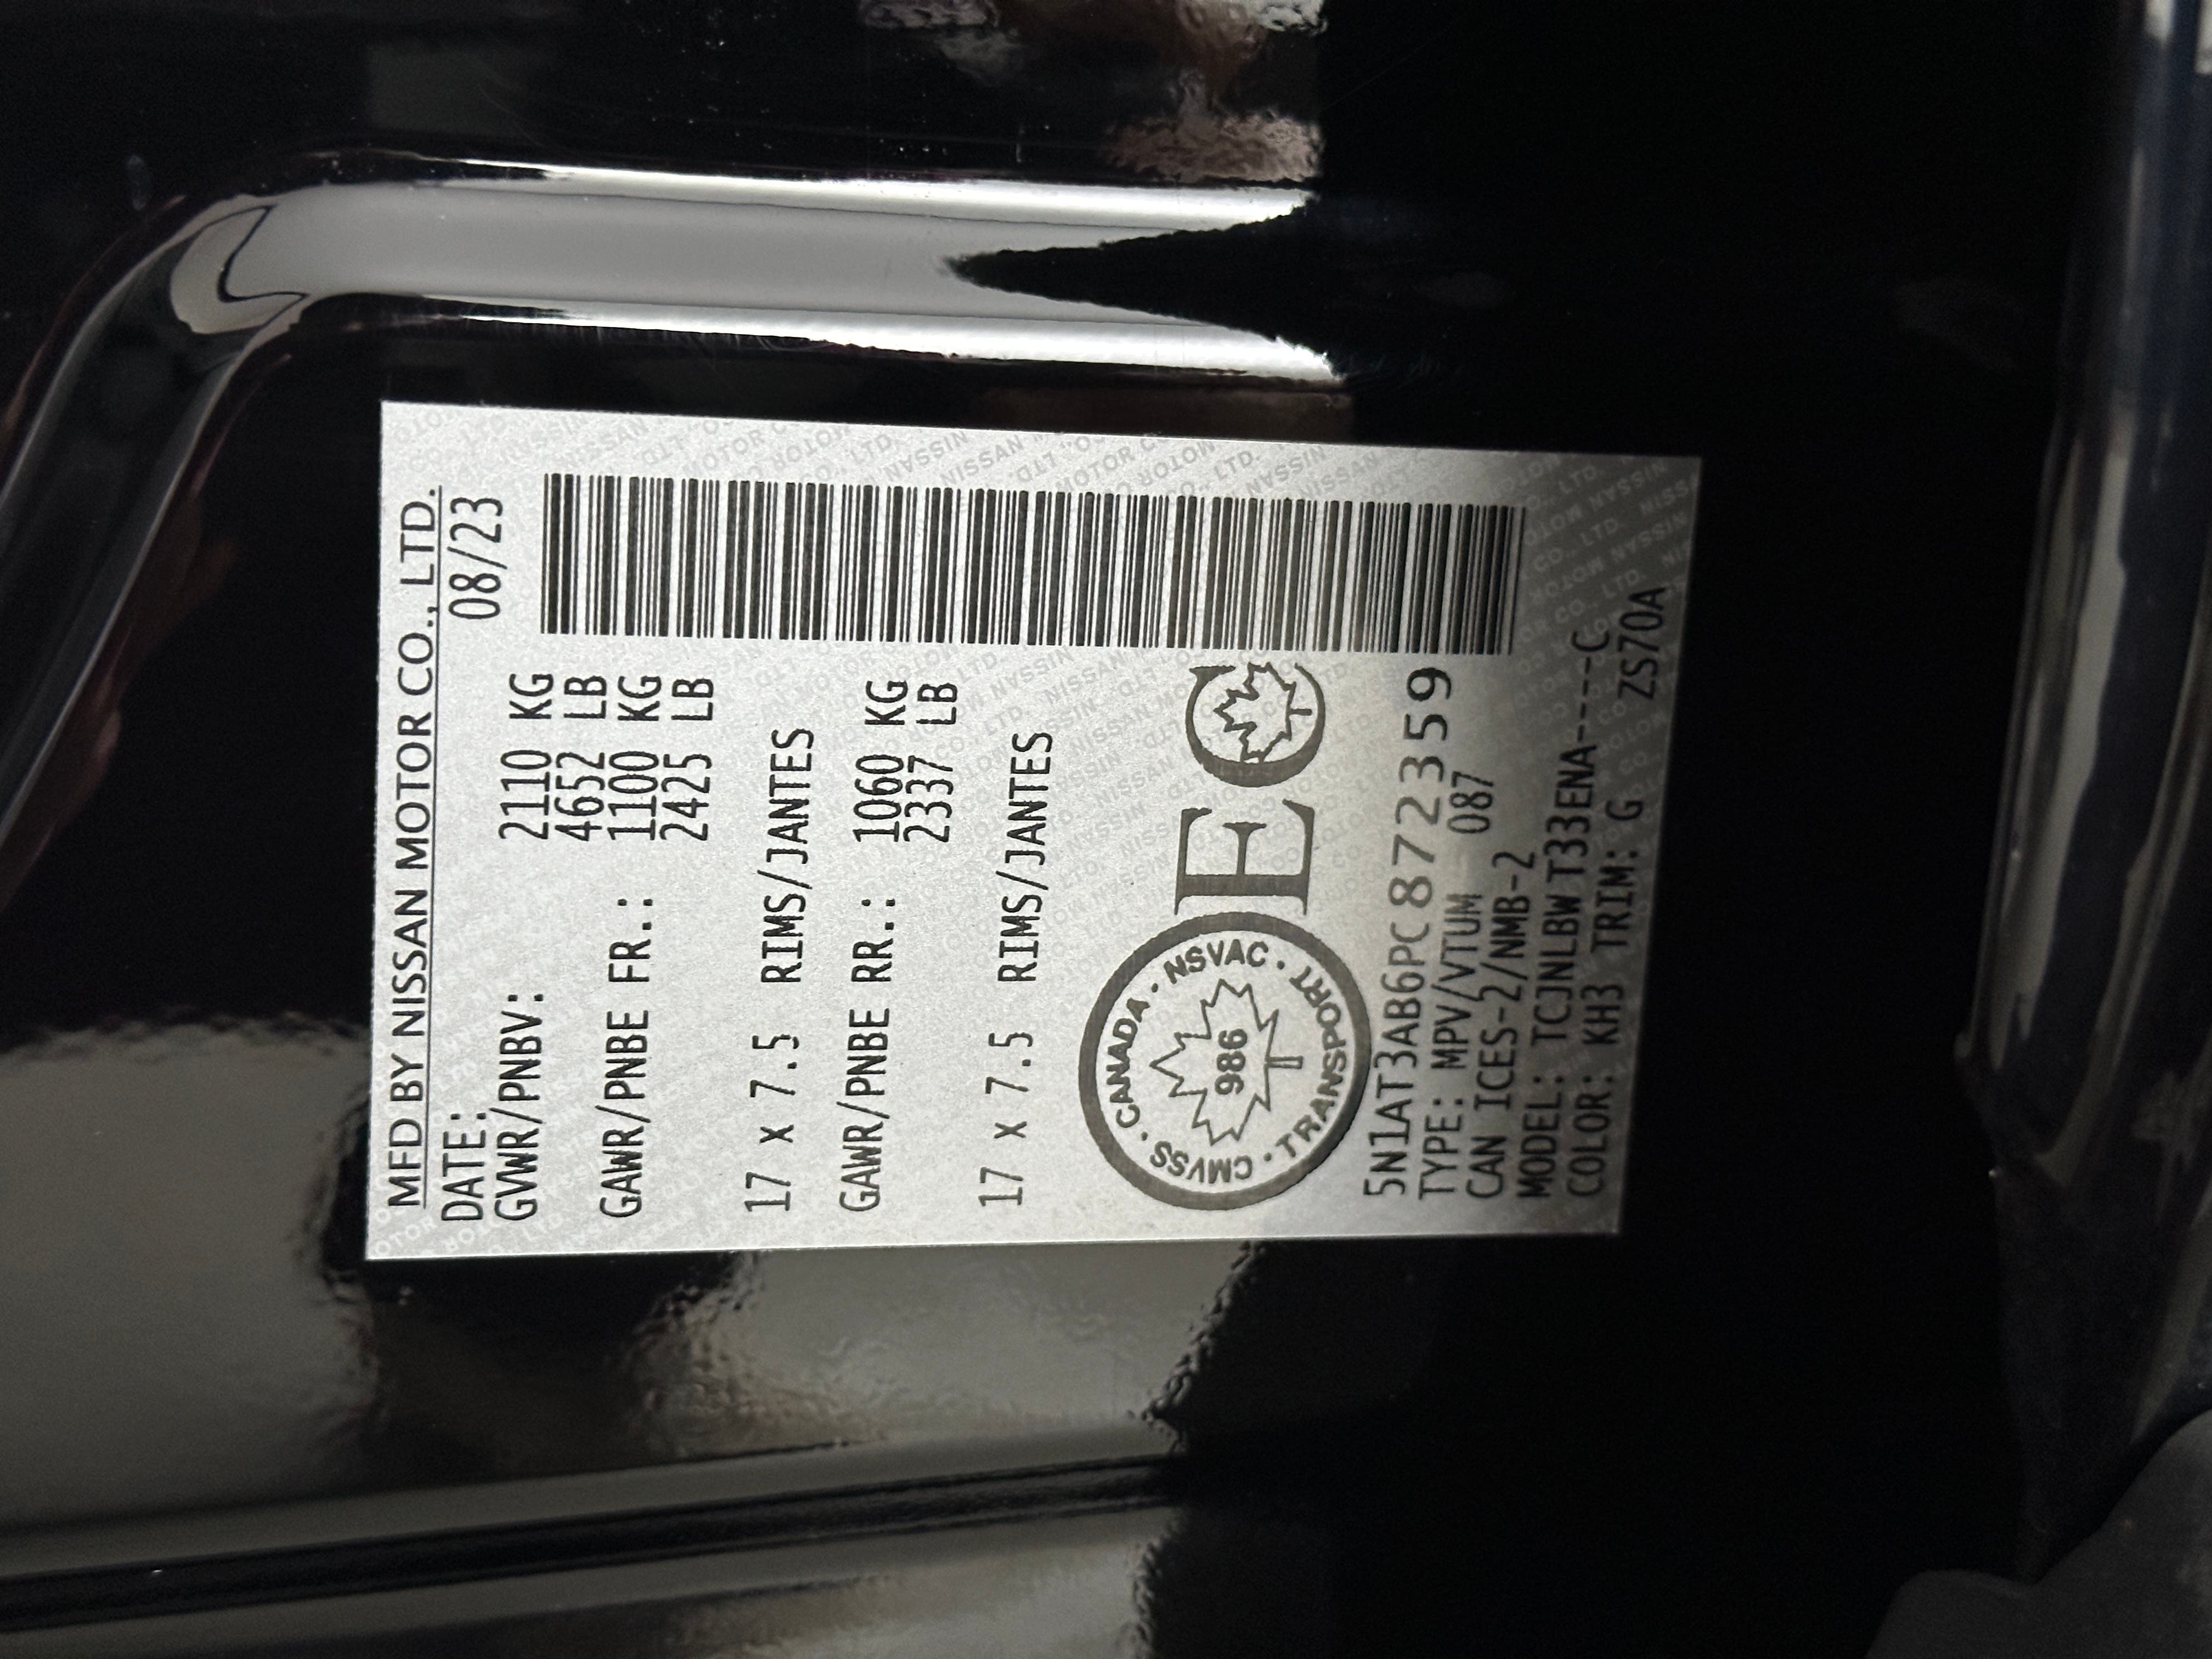 MFD BY NISSAN MOTOR CO., LTD.
DATE: 08/23
GVWR/PNBV: 2110 KG
4652 LB
GAWR/PNBE FR.: 1100 KG
2425 LB
17 x 7.5 RIMS/JANTES
GAWR/PNBE RR.: 1060 KG
2337 LB
17 x 7.5 RIMS/JANTES
CANADA · NSVAC · TRANSPORT · CMVSS ·
986
EC
5N1AT3AB6PC872359
TYPE: MPV/VTUM 087
CAN ICES-2/NMB-2
MODEL: TCJNLBW T33ENA----C
COLOR: KH3 TRIM: G ZS70A